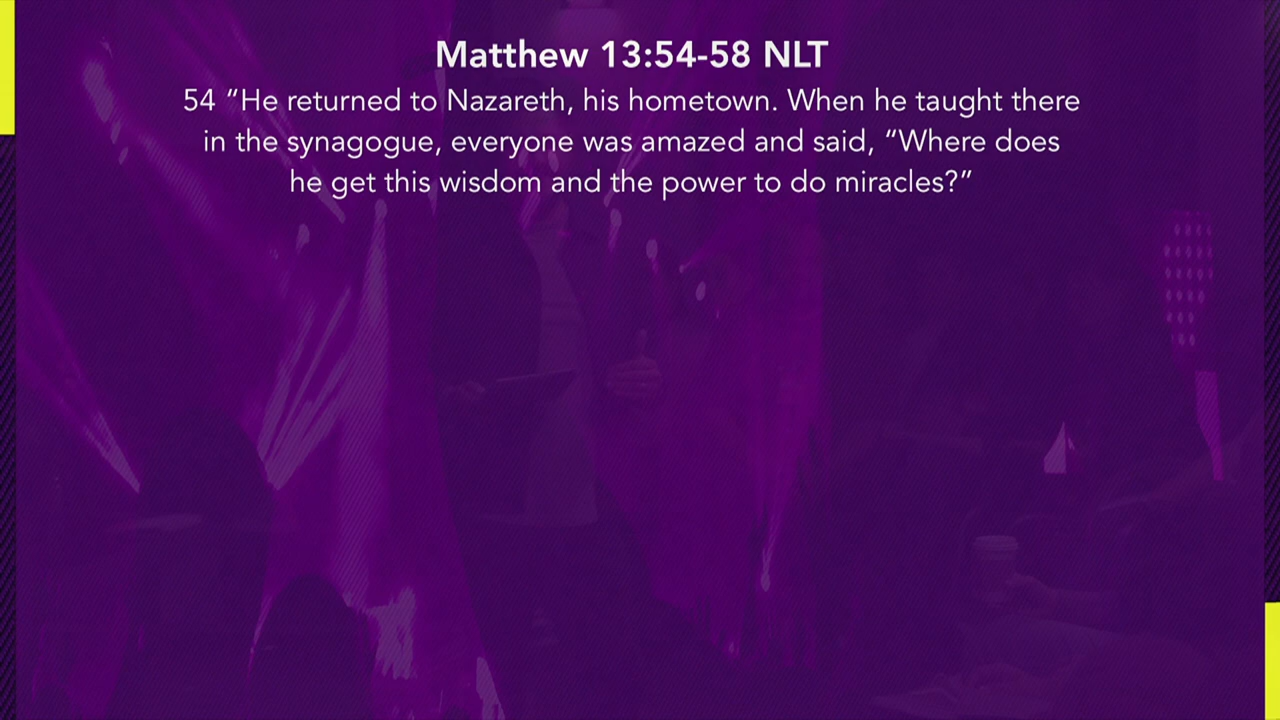 Matthew 13:54-58 NLT
54 “He returned to Nazareth, his hometown. When he taught there
in the synagogue, everyone was amazed and said, “Where does
he get this wisdom and the power to do miracles?”